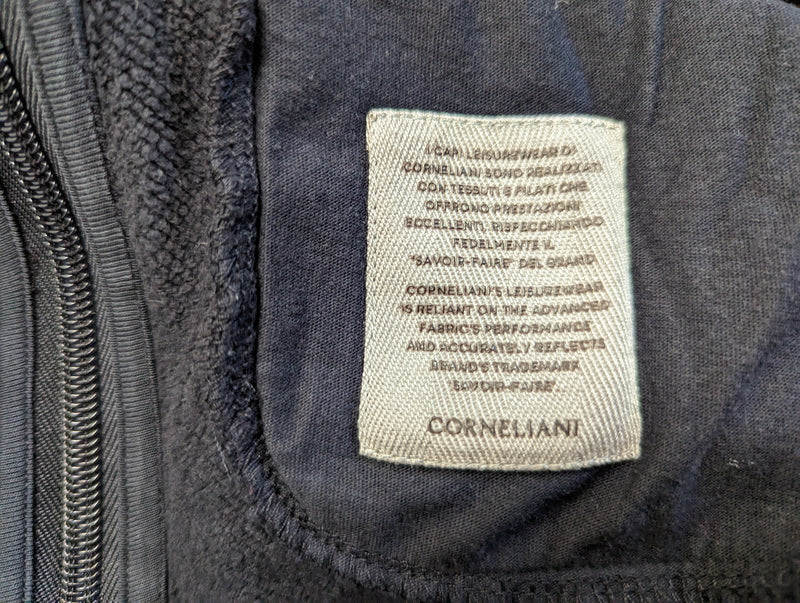 I CAPI LEISUREWEAR DI
CORNELIANI SONO REALIZZATI
CON TESSUTI E FILATI CHE
OFFRONO PRESTAZIONI
ECCELLENTI, RISPECCHIANDO
FEDELMENTE IL
"SAVOIR-FAIRE" DEL BRAND.
CORNELIANI'S LEISUREWEAR
IS RELIANT ON THE ADVANCED
FABRIC'S PERFORMANCE
AND ACCURATELY REFLECTS
BRAND'S TRADEMARK
"SAVOIR-FAIRE"
CORNELIANI